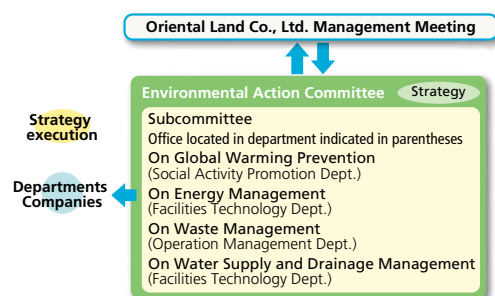 Oriental Land Co., Ltd. Management Meeting
Environmental Action Committee
Strategy
Strategy
execution
Departments
Companies
Subcommittee
Office located in department indicated in parentheses
On Global Warming Prevention
(Social Activity Promotion Dept.)
On Energy Management
(Facilities Technology Dept.)
On Waste Management
(Operation Management Dept.)
On Water Supply and Drainage Management
(Facilities Technology Dept.)